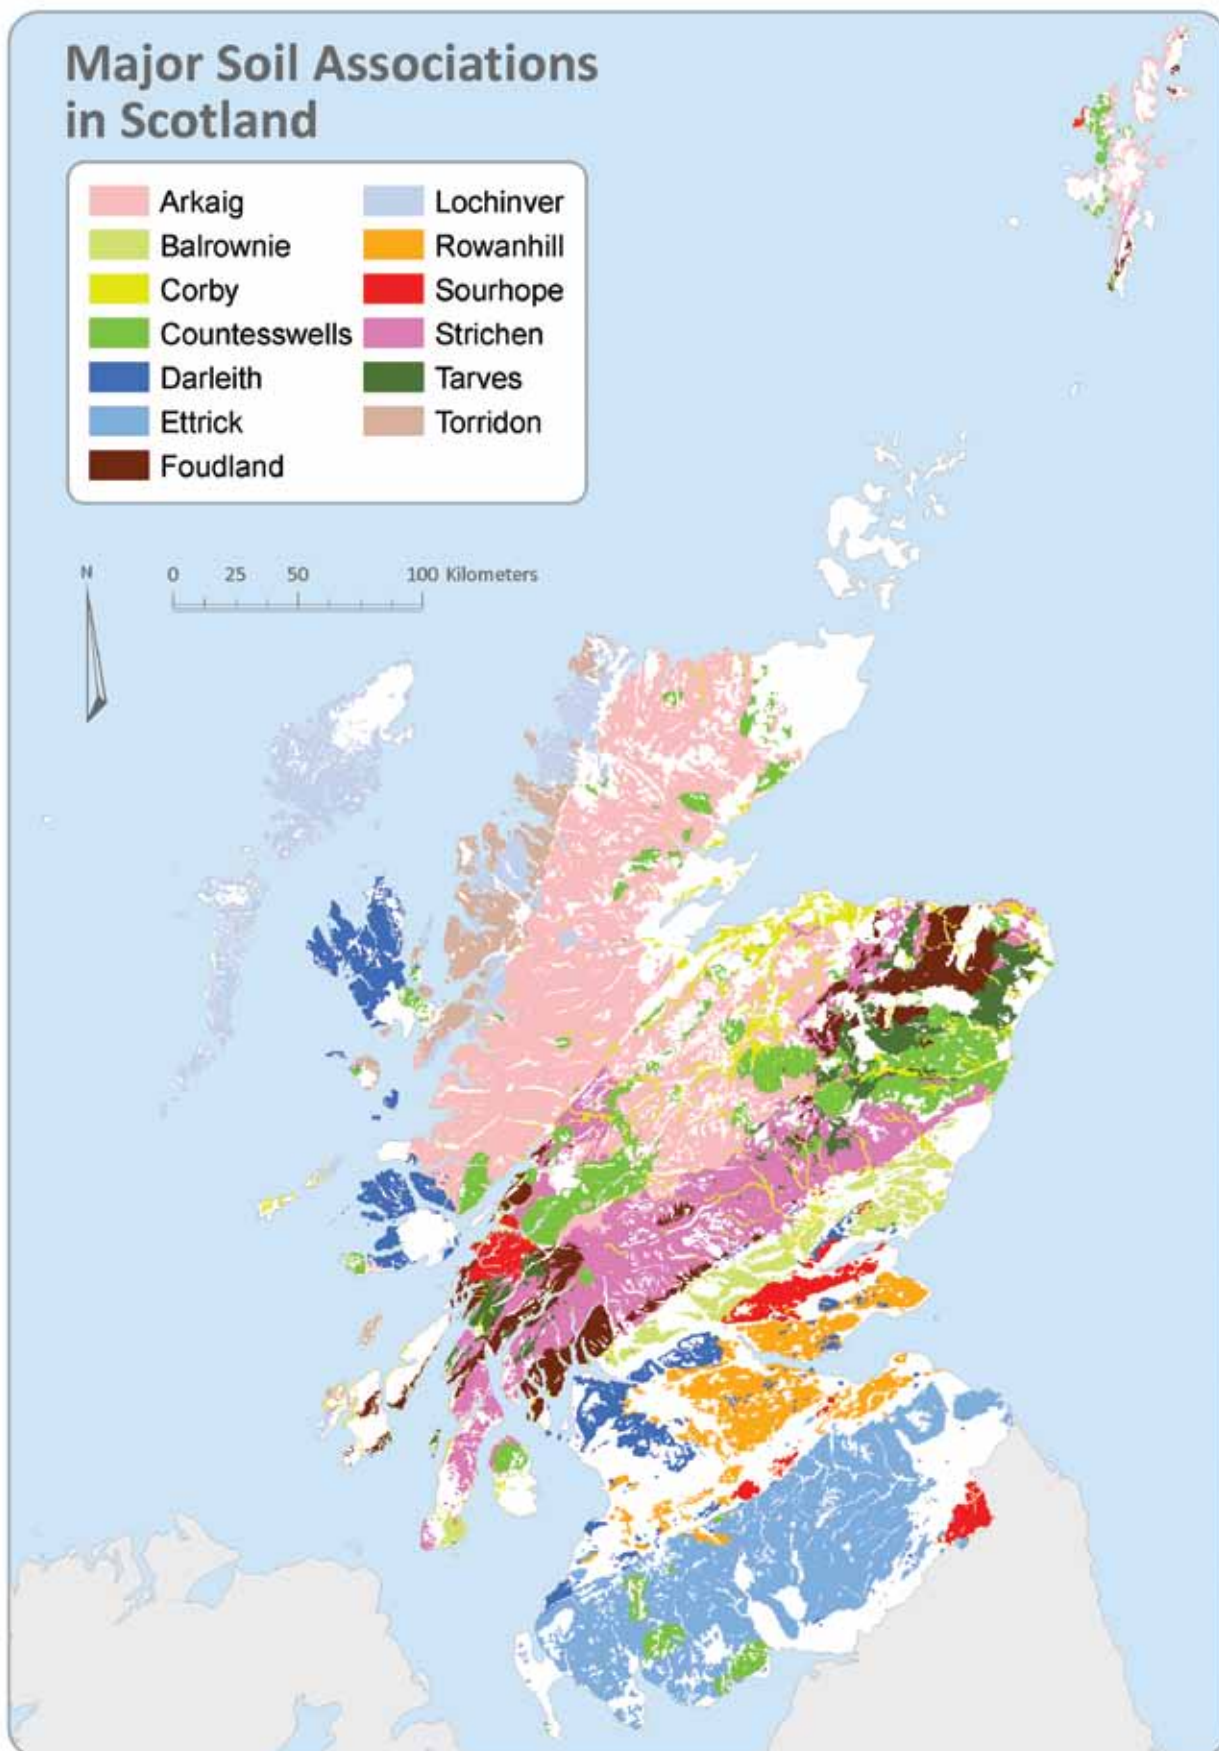 Major Soil Associations
in Scotland
Arkaig
Balrownie
Corby
Countesswells
Darleith
Ettrick
Foudland
Lochinver
Rowanhill
Sourhope
Strichen
Tarves
Torridon
N
0 25 50 100 Kilometers